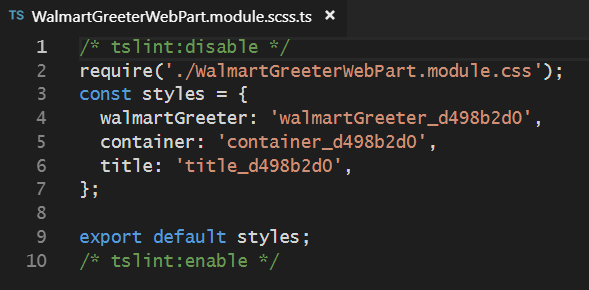 TS WalmartGreeterWebPart.module.scss.ts ×
1 /* tslint:disable */
2 require('./WalmartGreeterWebPart.module.css');
3 const styles = {
4   walmartGreeter: 'walmartGreeter_d498b2d0',
5   container: 'container_d498b2d0',
6   title: 'title_d498b2d0',
7 };
8
9 export default styles;
10 /* tslint:enable */